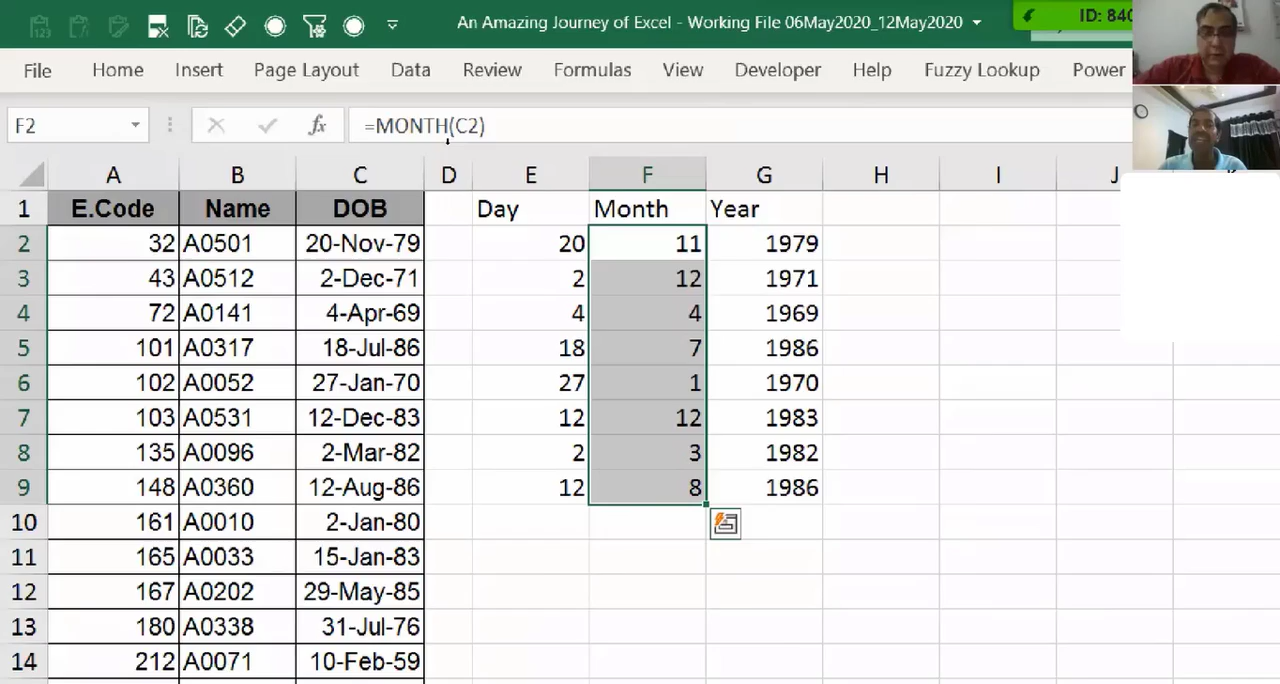 An Amazing Journey of Excel - Working File 06May2020_12May2020
ID: 840
File Home Insert Page Layout Data Review Formulas View Developer Help Fuzzy Lookup Power
F2 fx =MONTH(C2)
A B C D E F G H I J K
1 E.Code Name DOB Day Month Year
2 32 A0501 20-Nov-79 20 11 1979
3 43 A0512 2-Dec-71 2 12 1971
4 72 A0141 4-Apr-69 4 4 1969
5 101 A0317 18-Jul-86 18 7 1986
6 102 A0052 27-Jan-70 27 1 1970
7 103 A0531 12-Dec-83 12 12 1983
8 135 A0096 2-Mar-82 2 3 1982
9 148 A0360 12-Aug-86 12 8 1986
10 161 A0010 2-Jan-80
11 165 A0033 15-Jan-83
12 167 A0202 29-May-85
13 180 A0338 31-Jul-76
14 212 A0071 10-Feb-59